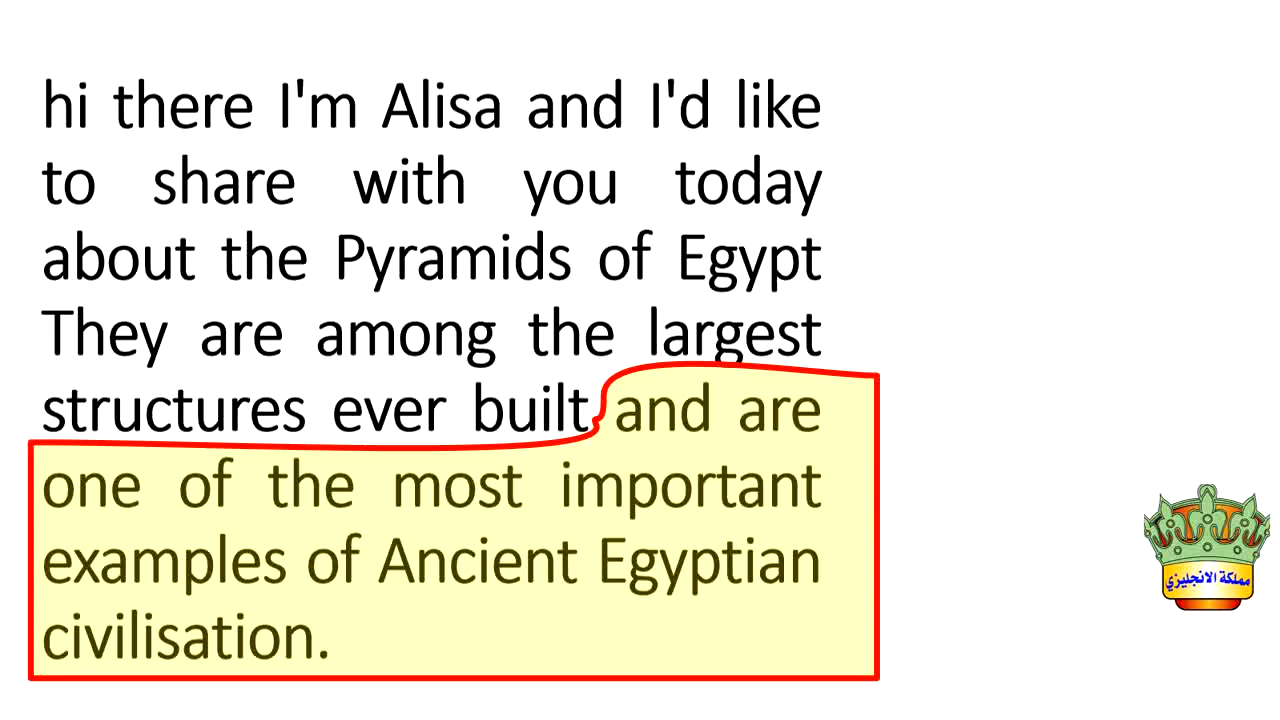 hi there I'm Alisa and I'd like
to share with you today
about the Pyramids of Egypt
They are among the largest
structures ever built and are
one of the most important
examples of Ancient Egyptian
civilisation.
مملكة الانجليزي